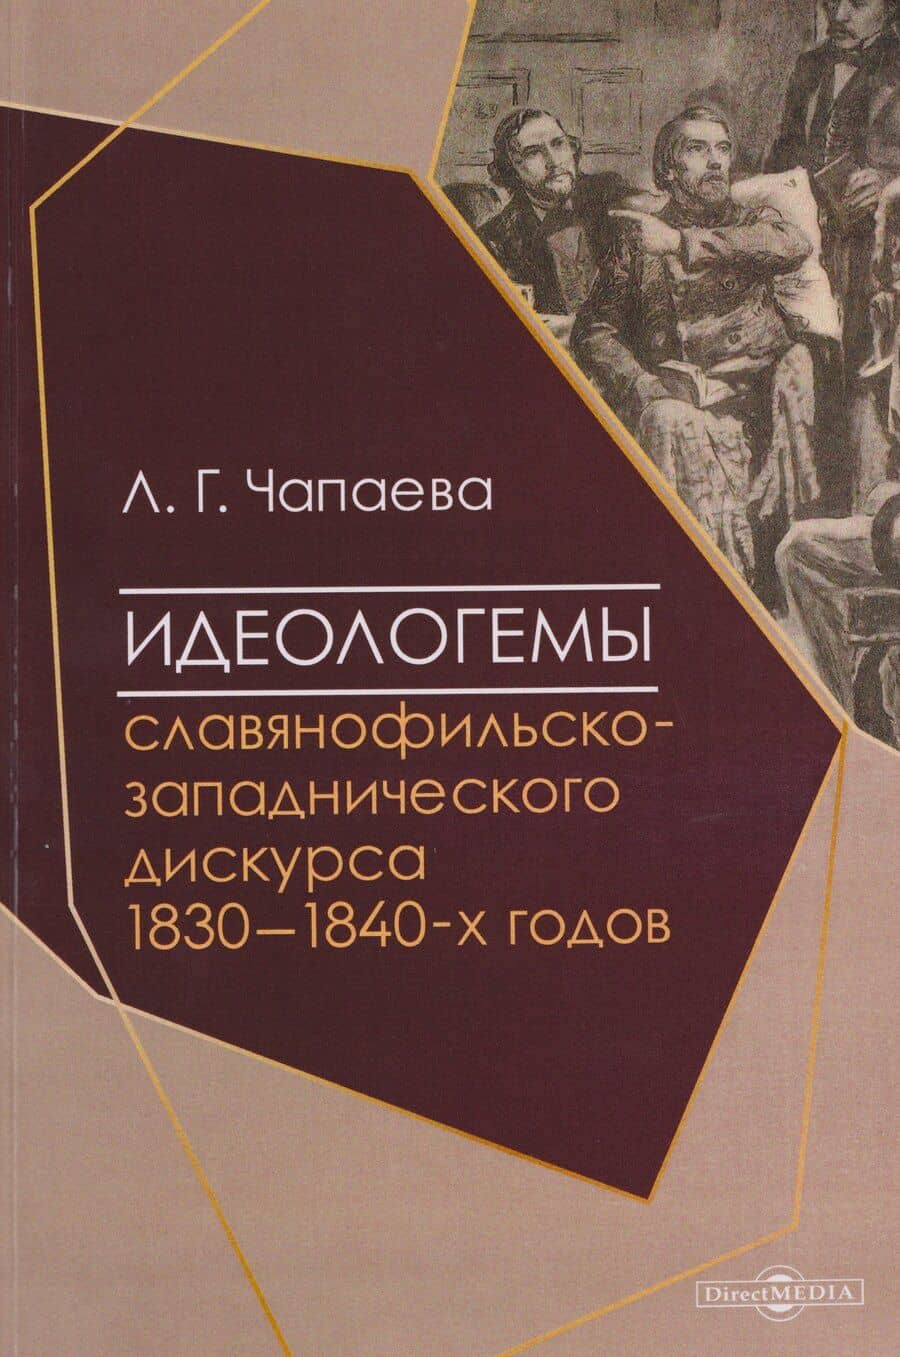 Л. Г. Чапаева
ИДЕОЛОГЕМЫ
славянофильско-
западнического
дискурса
1830–1840-х годов
DirectMEDIA